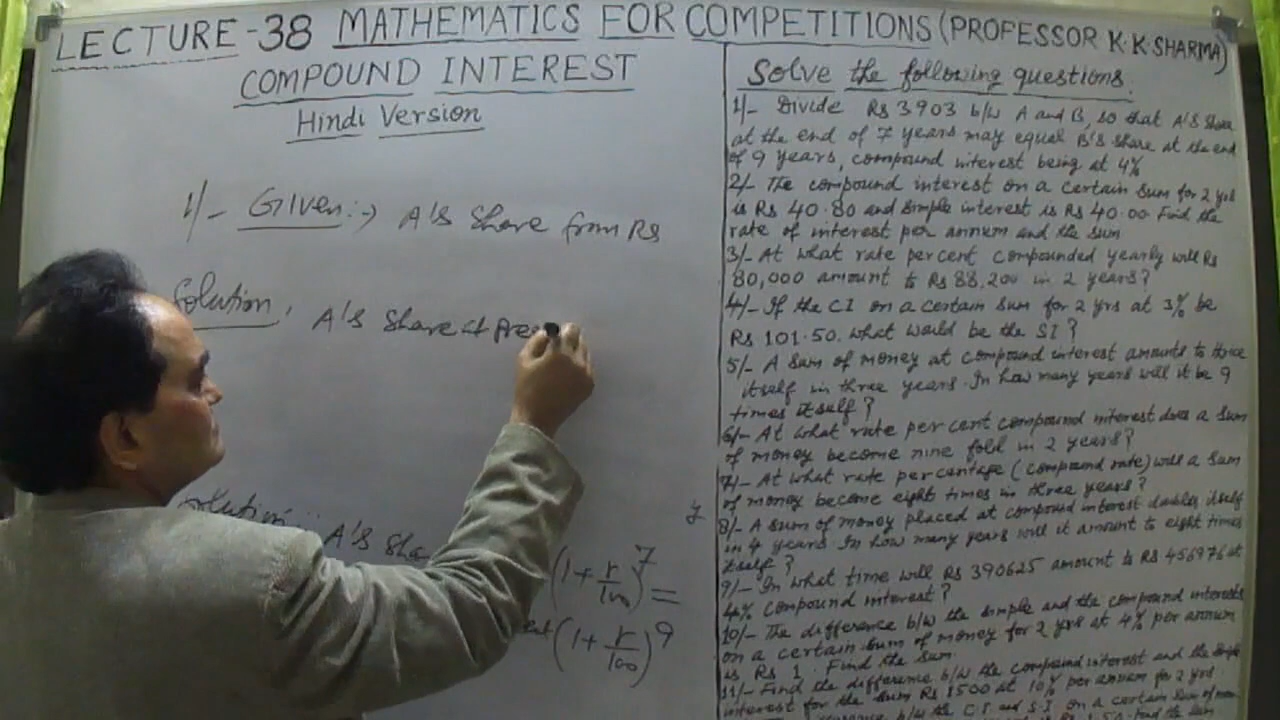 LECTURE-38 MATHEMATICS FOR COMPETITIONS (PROFESSOR K.K.SHARMA)
COMPOUND INTEREST
Hindi Version
1/- Given:→ A's Share from Rs
Solution, A's Share at Pre
Solution:- A'S Sha
(1+r/100)^7 =
(1+r/100)^9
Solve the following questions.
1/- Divide Rs 3903 b/w A and B, so that A's Share
at the end of 7 years may equal B's share at the end
of 9 years, compound interest being at 4%
2/- The compound interest on a certain sum for 2 yrs
is Rs 40.80 and simple interest is Rs 40.00 Find the
rate of interest per annum and the sum
3/- At what rate percent compounded yearly will Rs
80,000 amount to Rs 88,200 in 2 years?
4/- If the CI on a certain sum for 2 yrs at 3% be
Rs 101.50. what would be the SI?
5/- A sum of money at compound interest amounts to thrice
itself in three years. In how many years will it be 9
times itself?
6/- At what rate per cent compound interest does a sum
of money become nine fold in 2 years?
7/- At what rate percentage (compound rate) will a sum
of money become eight times in three years?
8/- A sum of money placed at compound interest doubles itself
in 4 years. In how many years will it amount to eight times
itself?
9/- In what time will Rs 390625 amount to Rs 456976 at
4% compound interest?
10/- The difference b/w the simple and the compound interests
on a certain sum of money for 2 yrs at 4% per annum
is Rs 1. Find the sum.
11/- Find the difference b/w the compound interest and the simple
interest for the sum Rs 1500 at 10% per annum for 2 yrs.
b/w the C.I and S.I on a certain sum of